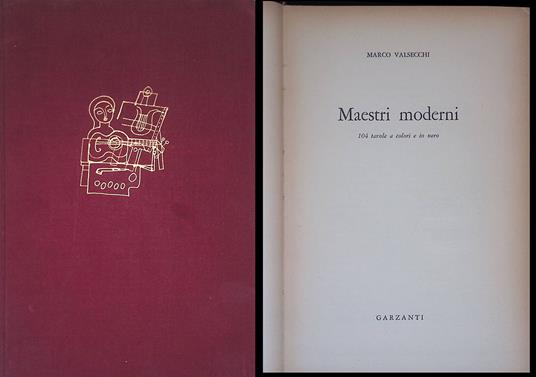 MARCO VALSECCHI
Maestri moderni
104 tavole a colori e in nero
GARZANTI